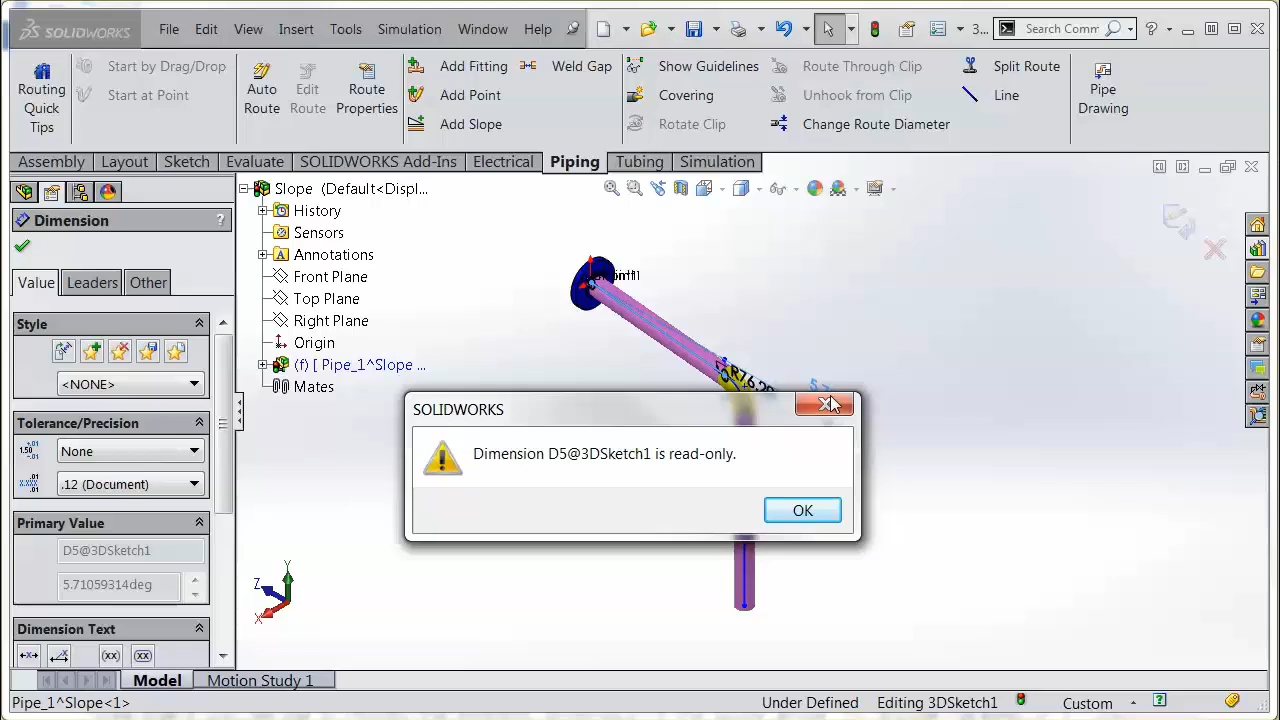 SOLIDWORKS File Edit View Insert Tools Simulation Window Help 3... Search Comm
Routing Quick Tips
Start by Drag/Drop
Start at Point
Auto Route
Edit Route
Route Properties
Add Fitting
Add Point
Add Slope
Weld Gap
Show Guidelines
Covering
Rotate Clip
Route Through Clip
Unhook from Clip
Change Route Diameter
Split Route
Line
Pipe Drawing
Assembly Layout Sketch Evaluate SOLIDWORKS Add-Ins Electrical Piping Tubing Simulation
Dimension ?
Value Leaders Other
Style
<NONE>
Tolerance/Precision
None
.12 (Document)
Primary Value
D5@3DSketch1
5.71059314deg
Dimension Text
(xx) (xx)
Slope (Default<Displ...
History
Sensors
Annotations
Front Plane
Top Plane
Right Plane
Origin
(f) [ Pipe_1^Slope ...
Mates
R76.20
SOLIDWORKS
Dimension D5@3DSketch1 is read-only.
OK
Y
Z
X
Model Motion Study 1
Pipe_1^Slope<1> Under Defined Editing 3DSketch1 Custom